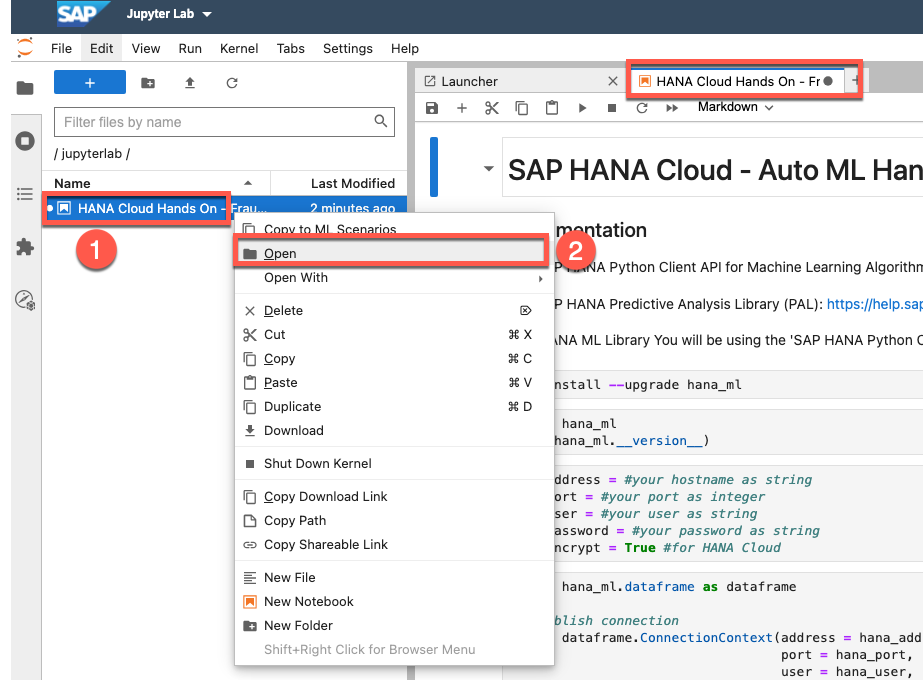 SAP Jupyter Lab
File Edit View Run Kernel Tabs Settings Help
+
Filter files by name
/ jupyterlab /
Name Last Modified
HANA Cloud Hands On - Frau... 2 minutes ago
1
Copy to ML Scenarios
Open
2
Open With
Delete
Cut ⌘ X
Copy ⌘ C
Paste ⌘ V
Duplicate ⌘ D
Download
Shut Down Kernel
Copy Download Link
Copy Path
Copy Shareable Link
New File
New Notebook
New Folder
Shift+Right Click for Browser Menu
Launcher
HANA Cloud Hands On - Fr
+
Markdown
SAP HANA Cloud - Auto ML Han
mentation
P HANA Python Client API for Machine Learning Algorithm
P HANA Predictive Analysis Library (PAL): https://help.sap
ANA ML Library You will be using the 'SAP HANA Python C
nstall --upgrade hana_ml
hana_ml
hana_ml.__version__)
ddress = #your hostname as string
ort = #your port as integer
ser = #your user as string
assword = #your password as string
ncrypt = True #for HANA Cloud
hana_ml.dataframe as dataframe
blish connection
dataframe.ConnectionContext(address = hana_add
port = hana_port,
user = hana_user,